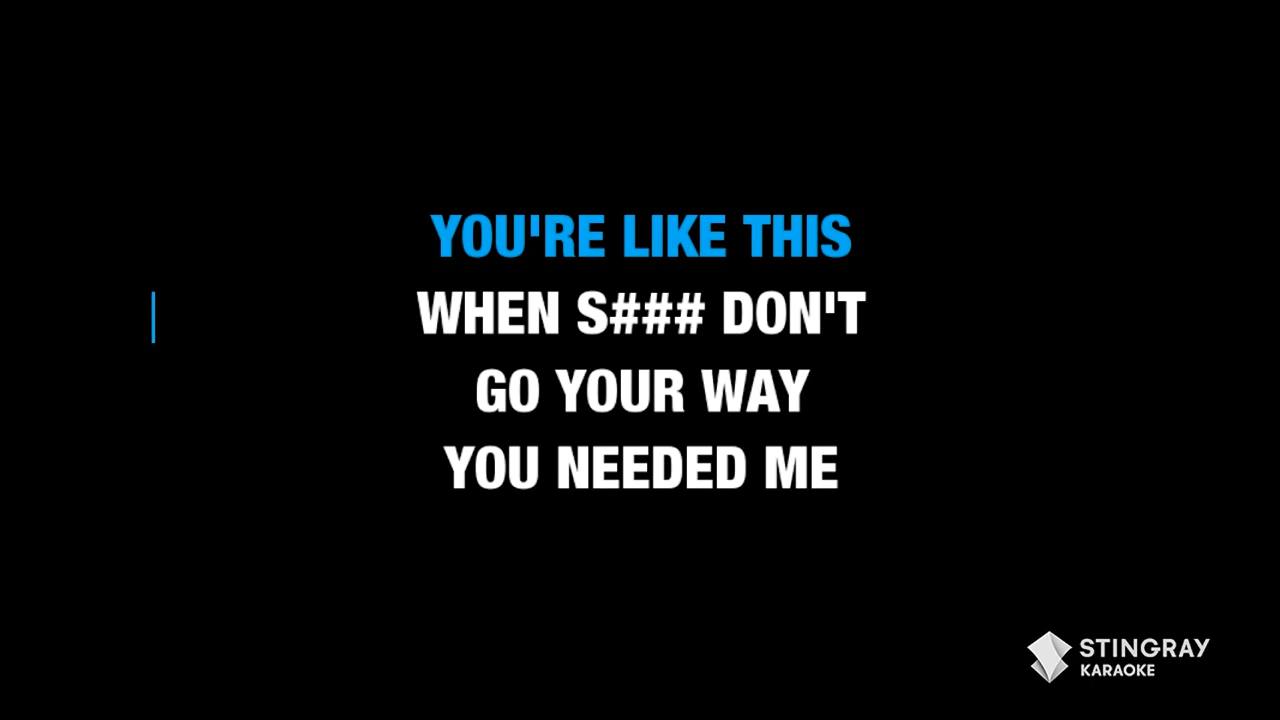 YOU'RE LIKE THIS
WHEN S### DON'T
GO YOUR WAY
YOU NEEDED ME
STINGRAY
KARAOKE